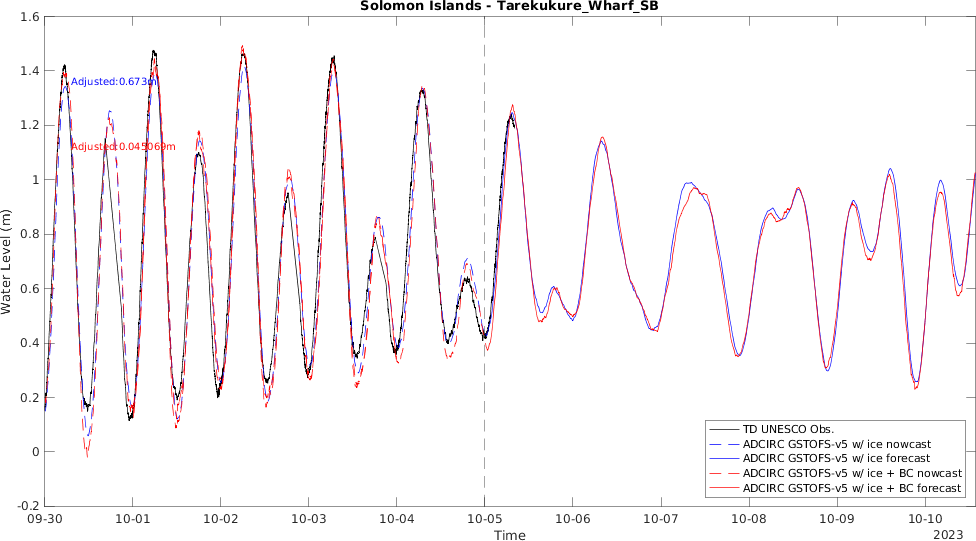 Solomon Islands - Tarekukure_Wharf_SB
1.6
1.4
1.2
1
0.8
0.6
0.4
0.2
0
-0.2
Water Level (m)
Adjusted:0.673m
Adjusted:0.045069m
TD UNESCO Obs.
ADCIRC GSTOFS-v5 w/ ice nowcast
ADCIRC GSTOFS-v5 w/ ice forecast
ADCIRC GSTOFS-v5 w/ ice + BC nowcast
ADCIRC GSTOFS-v5 w/ ice + BC forecast
09-30 10-01 10-02 10-03 10-04 10-05 10-06 10-07 10-08 10-09 10-10
Time
2023